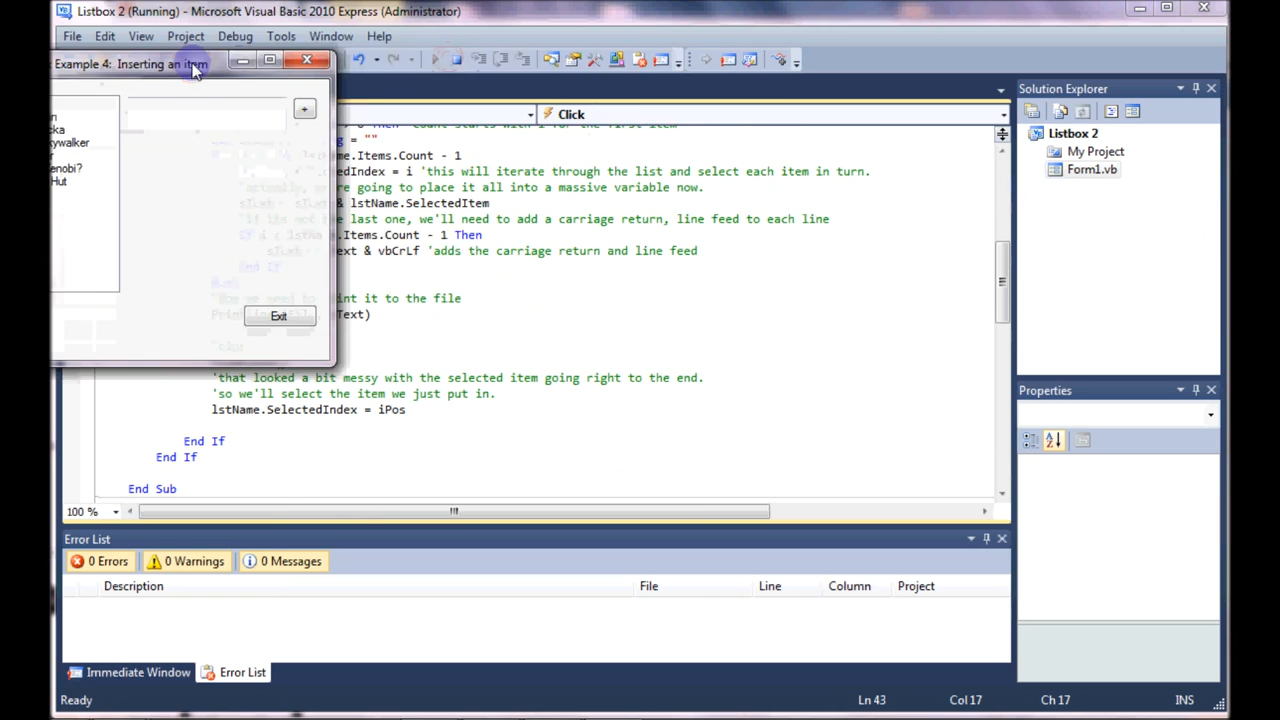 Listbox 2 (Running) - Microsoft Visual Basic 2010 Express (Administrator)
File Edit View Project Debug Tools Window Help
Example 4: Inserting an item
+
Click
= ""
.Items.Count - 1
= i 'this will iterate through the list and select each item in turn.
going to place it all into a massive variable now.
& lstName.SelectedItem
last one, we'll need to add a carriage return, line feed to each line
.Items.Count - 1 Then
& vbCrLf 'adds the carriage return and line feed
End If
it to the file
Exit
'that looked a bit messy with the selected item going right to the end.
'so we'll select the item we just put in.
lstName.SelectedIndex = iPos
End If
End If
End Sub
100 %
Solution Explorer
Listbox 2
My Project
Form1.vb
Properties
Error List
0 Errors 0 Warnings 0 Messages
Description File Line Column Project
Immediate Window Error List
Ready Ln 43 Col 17 Ch 17 INS